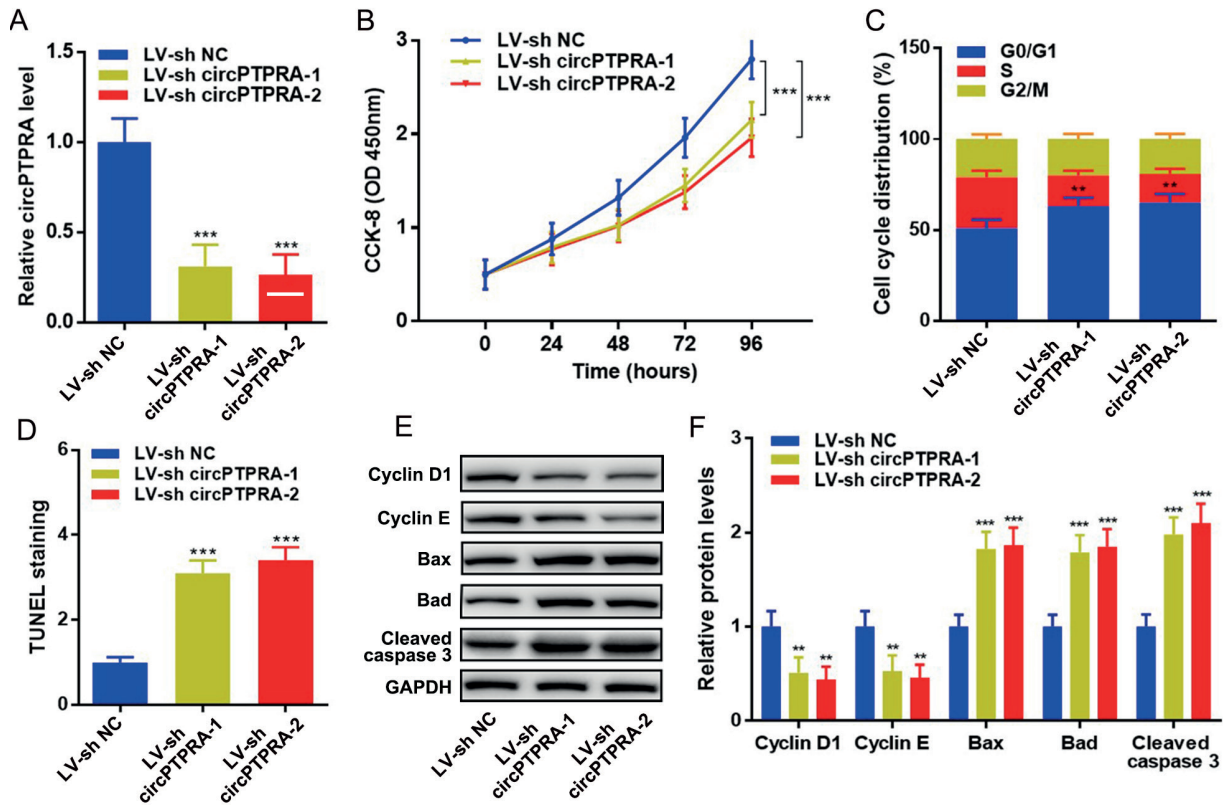 A
Relative circPTPRA level
1.5
1.0
0.5
0.0
LV-sh NC
LV-sh circPTPRA-1
LV-sh circPTPRA-2
***
***
LV-sh NC
LV-sh
circPTPRA-1
LV-sh
circPTPRA-2
B
CCK-8 (OD 450nm)
3
2
1
0
LV-sh NC
LV-sh circPTPRA-1
LV-sh circPTPRA-2
***
***
0
24
48
72
96
Time (hours)
C
Cell cycle distribution (%)
150
100
50
0
G0/G1
S
G2/M
**
**
LV-sh NC
LV-sh
circPTPRA-1
LV-sh
circPTPRA-2
D
TUNEL staining
6
4
2
0
LV-sh NC
LV-sh circPTPRA-1
LV-sh circPTPRA-2
***
***
LV-sh NC
LV-sh
circPTPRA-1
LV-sh
circPTPRA-2
E
Cyclin D1
Cyclin E
Bax
Bad
Cleaved
caspase 3
GAPDH
LV-sh NC
LV-sh
circPTPRA-1
LV-sh
circPTPRA-2
F
Relative protein levels
3
2
1
0
LV-sh NC
LV-sh circPTPRA-1
LV-sh circPTPRA-2
**
**
**
**
***
***
***
***
***
***
Cyclin D1
Cyclin E
Bax
Bad
Cleaved
caspase 3